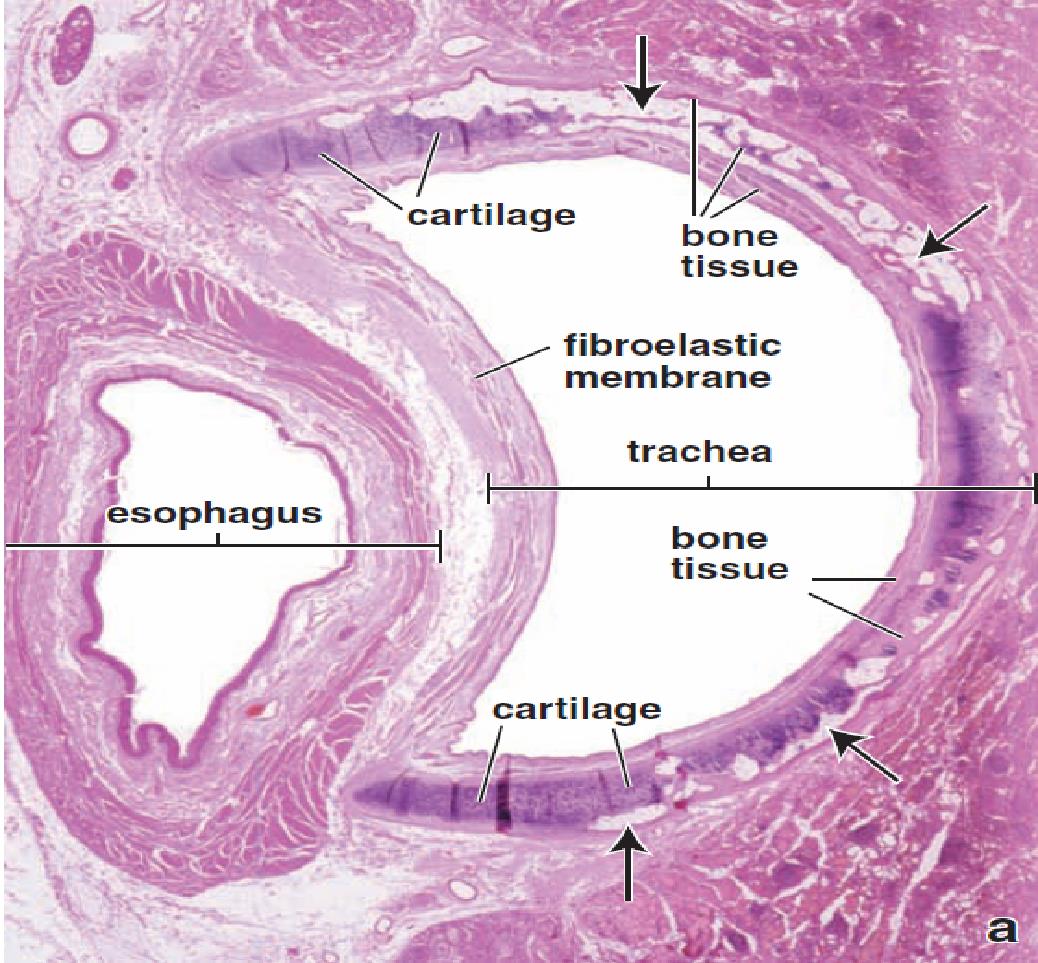 cartilage
bone
tissue
fibroelastic
membrane
trachea
esophagus
bone
tissue
cartilage
a